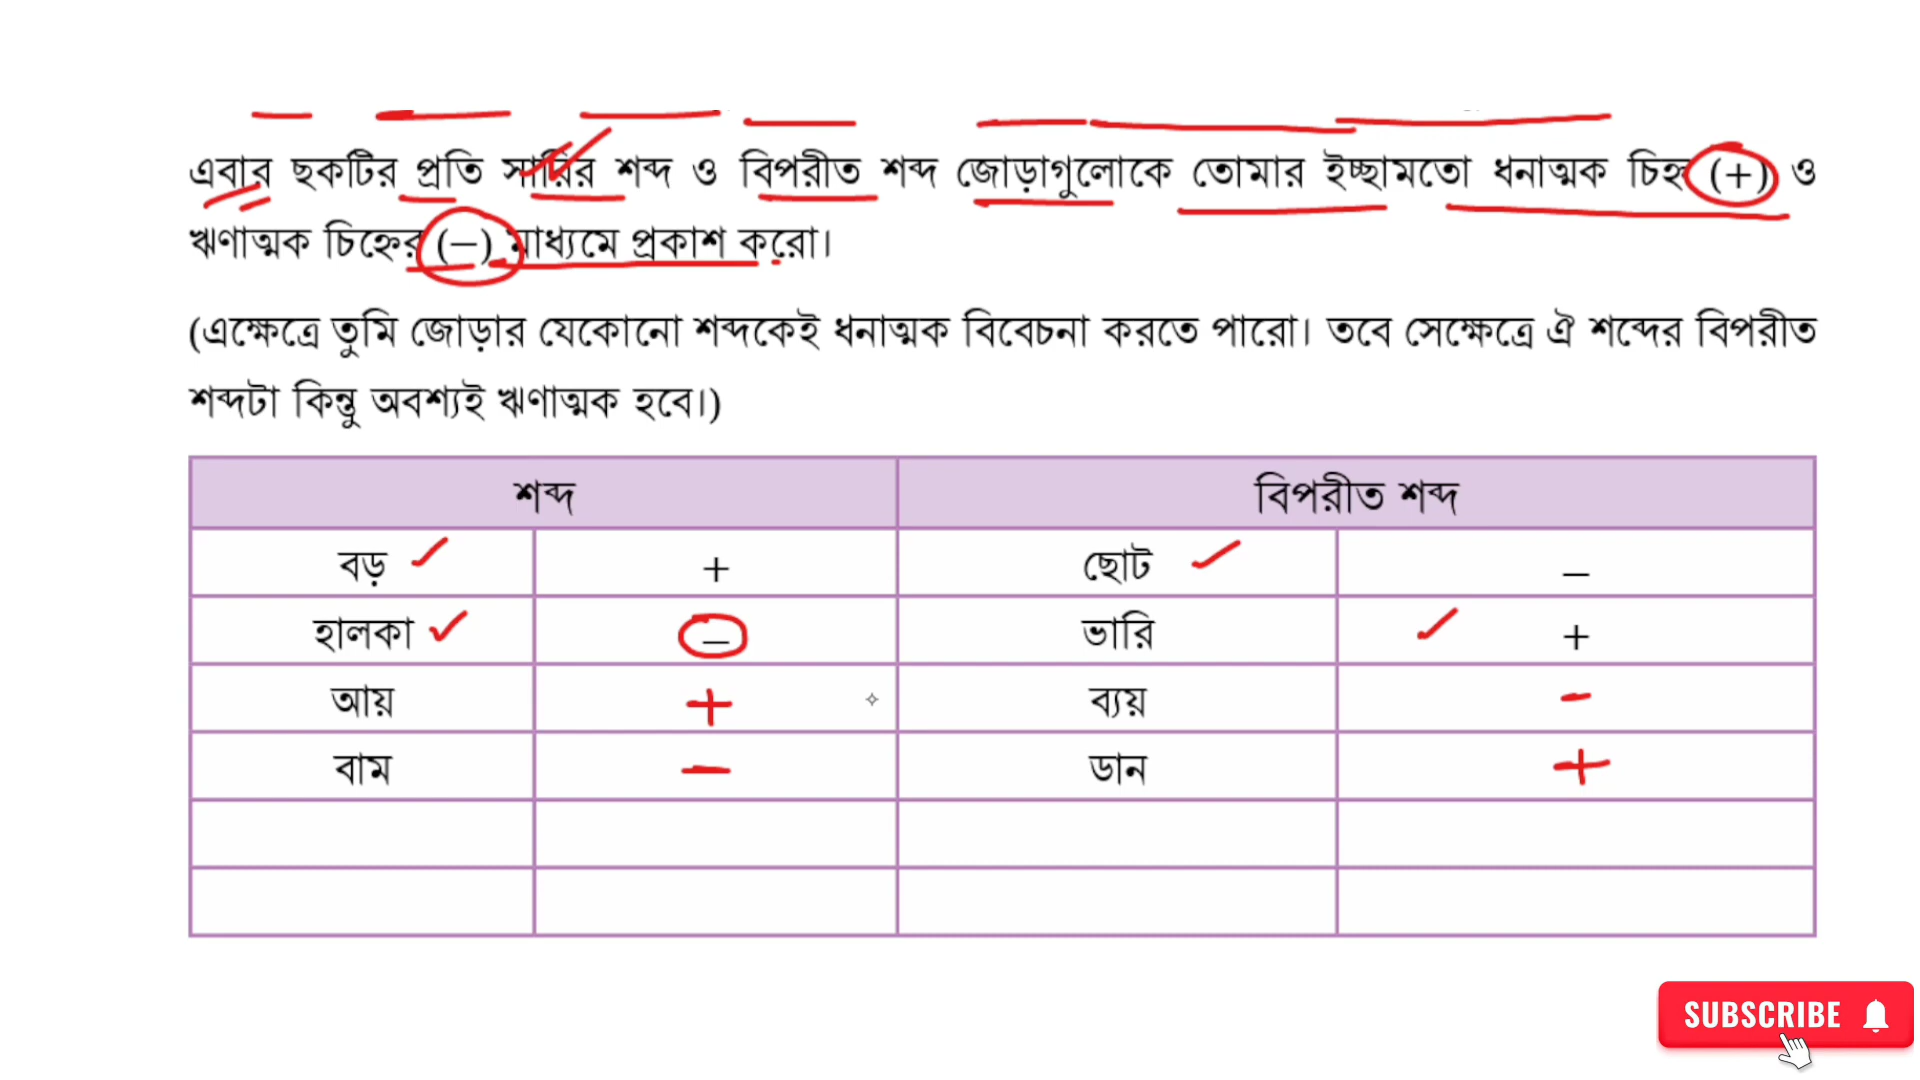 এবার ছকটির প্রতি সারির শব্দ ও বিপরীত শব্দ জোড়াগুলোকে তোমার ইচ্ছামতো ধনাত্মক চিহ্ন (+) ও
ঋণাত্মক চিহ্নের (−) মাধ্যমে প্রকাশ করো।
(এক্ষেত্রে তুমি জোড়ার যেকোনো শব্দকেই ধনাত্মক বিবেচনা করতে পারো। তবে সেক্ষেত্রে ঐ শব্দের বিপরীত
শব্দটা কিন্তু অবশ্যই ঋণাত্মক হবে।)
শব্দ বিপরীত শব্দ
বড় + ছোট −
হালকা − ভারি +
আয় + ব্যয় −
বাম − ডান +
SUBSCRIBE